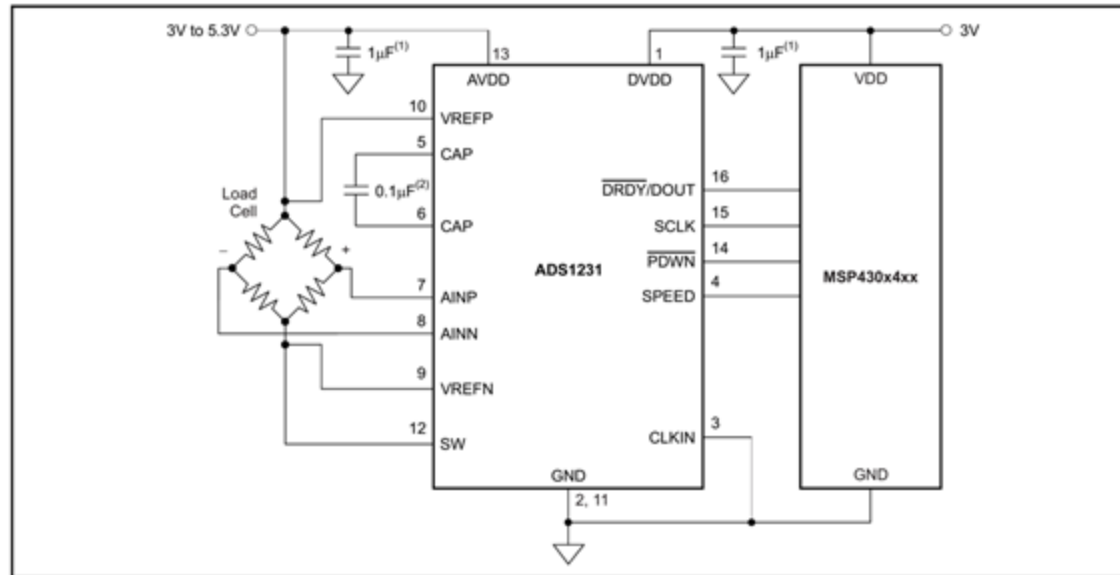 3V to 5.3V
1µF(1)
13
1
1µF(1)
3V
AVDD
DVDD
VDD
10
VREFP
5
CAP
0.1µF(2)
6
CAP
Load
Cell
–
+
7
AINP
8
AINN
9
VREFN
12
SW
ADS1231
16
DRDY/DOUT
15
SCLK
14
PDWN
4
SPEED
3
CLKIN
MSP430x4xx
GND
2, 11
GND